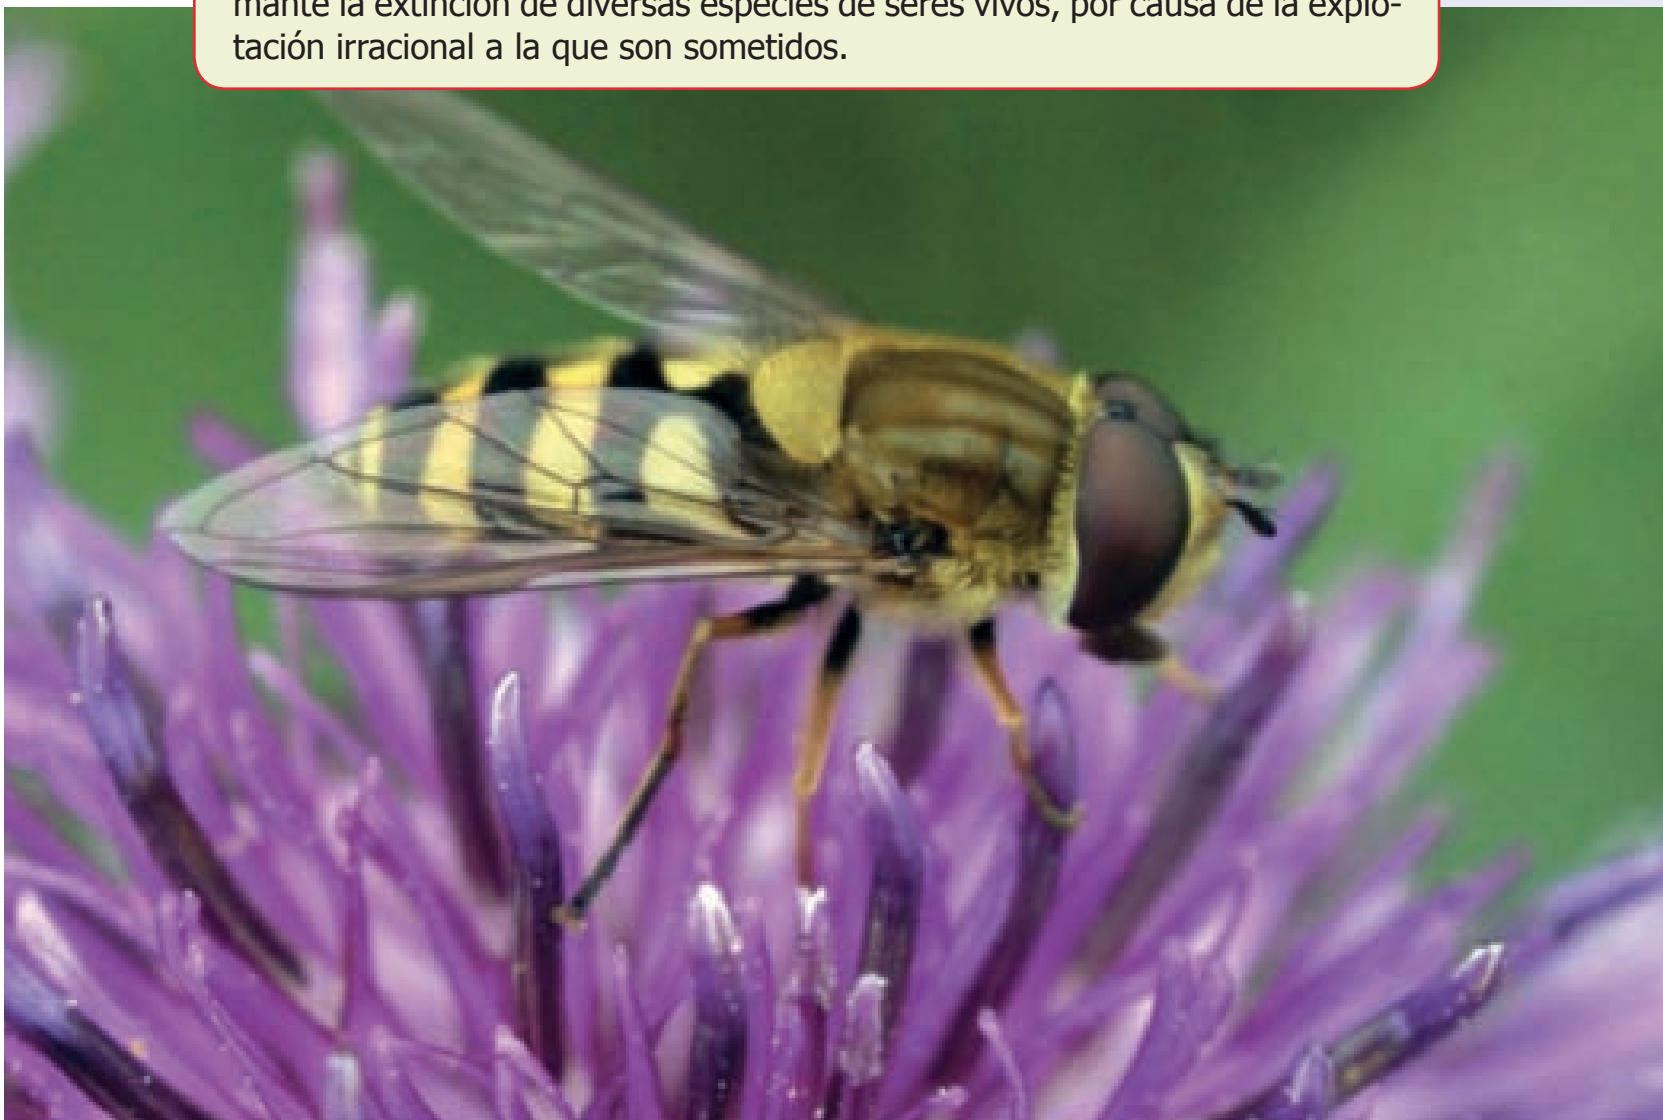 mante la extinción de diversas especies de seres vivos, por causa de la explo-
tación irracional a la que son sometidos.